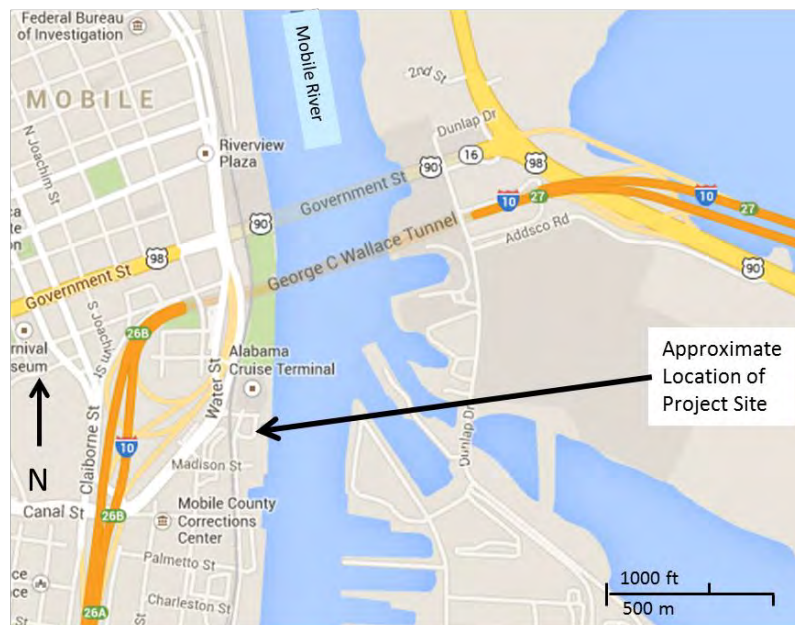 Federal Bureau
of Investigation
MOBILE
N Joachim St
Riverview
Plaza
Mobile River
2nd St
Dunlap Dr
16
90
98
Government St
90
10
27
10
27
Addsco Rd
90
George C Wallace Tunnel
98
Government St
S Joachim St
26B
Water St
Alabama
Cruise Terminal
Approximate
Location of
Project Site
N
Claiborne St
10
Madison St
Dunlap Dr
Canal St
26B
Mobile County
Corrections
Center
Palmetto St
Charleston St
26A
1000 ft
500 m